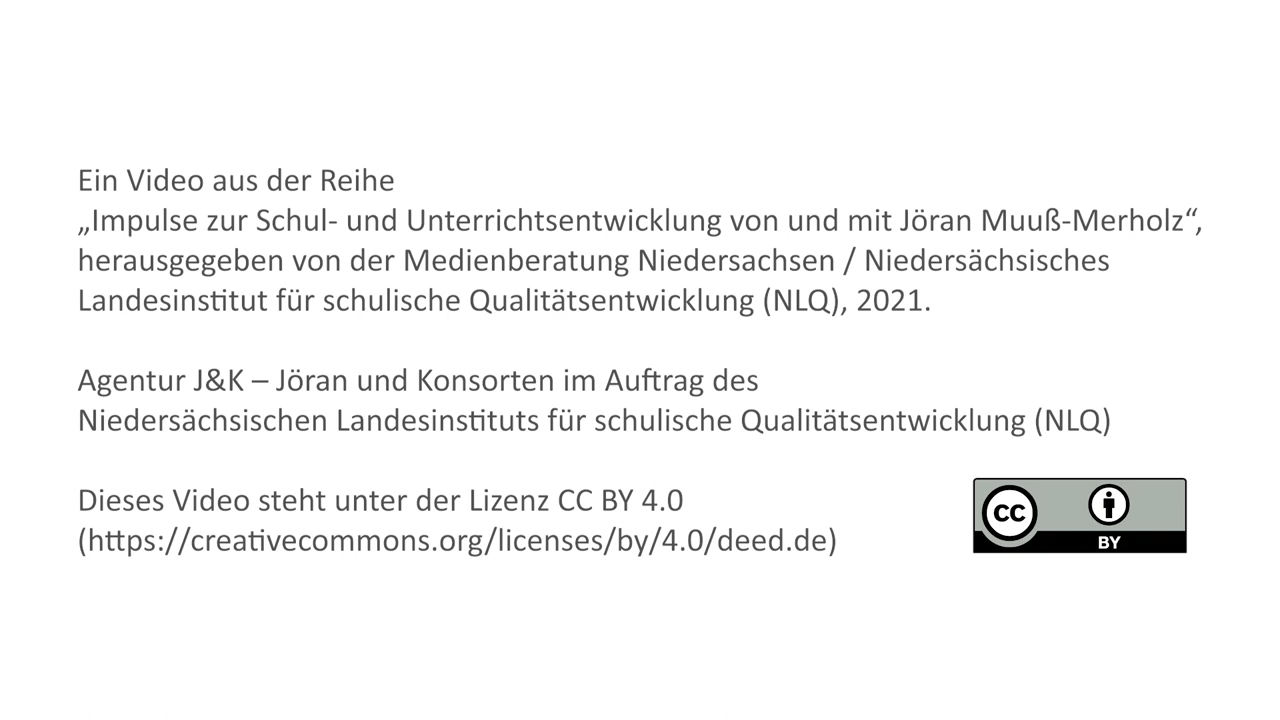 Ein Video aus der Reihe
„Impulse zur Schul- und Unterrichtsentwicklung von und mit Jöran Muuß-Merholz“,
herausgegeben von der Medienberatung Niedersachsen / Niedersächsisches
Landesinstitut für schulische Qualitätsentwicklung (NLQ), 2021.
Agentur J&K – Jöran und Konsorten im Auftrag des
Niedersächsischen Landesinstituts für schulische Qualitätsentwicklung (NLQ)
Dieses Video steht unter der Lizenz CC BY 4.0
(https://creativecommons.org/licenses/by/4.0/deed.de)
CC
BY